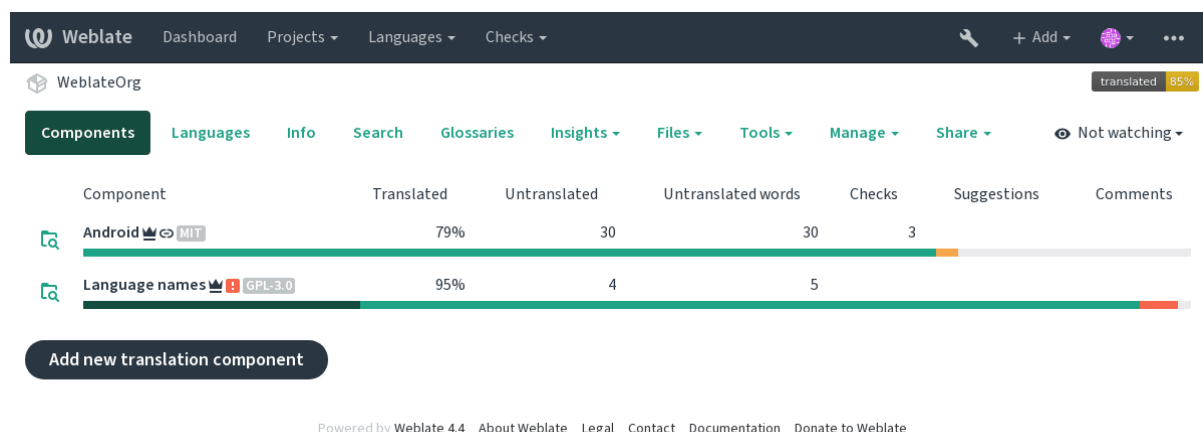 Weblate Dashboard Projects Languages Checks + Add
WeblateOrg translated 85%
Components Languages Info Search Glossaries Insights Files Tools Manage Share Not watching
Component Translated Untranslated Untranslated words Checks Suggestions Comments
Android MIT 79% 30 30 3
Language names GPL-3.0 95% 4 5
Add new translation component
Powered by Weblate 4.4 About Weblate Legal Contact Documentation Donate to Weblate